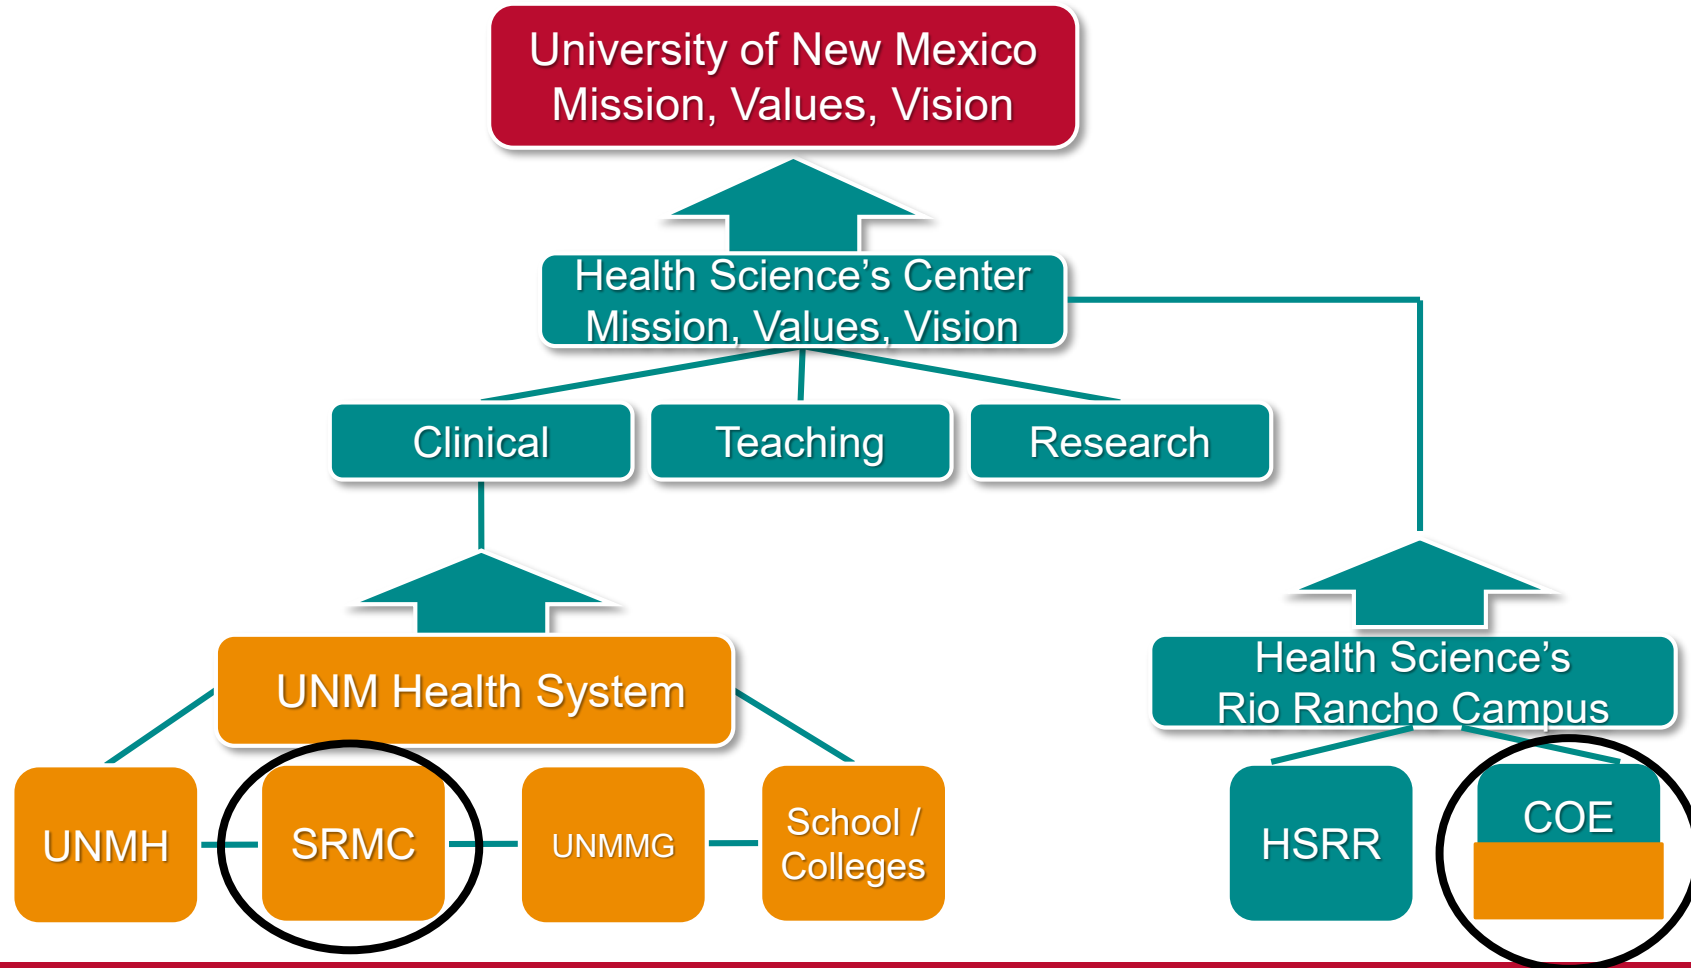 University of New Mexico
Mission, Values, Vision
Health Science’s Center
Mission, Values, Vision
Clinical
Teaching
Research
UNM Health System
Health Science’s
Rio Rancho Campus
UNMH
SRMC
UNMMG
School /
Colleges
HSRR
COE